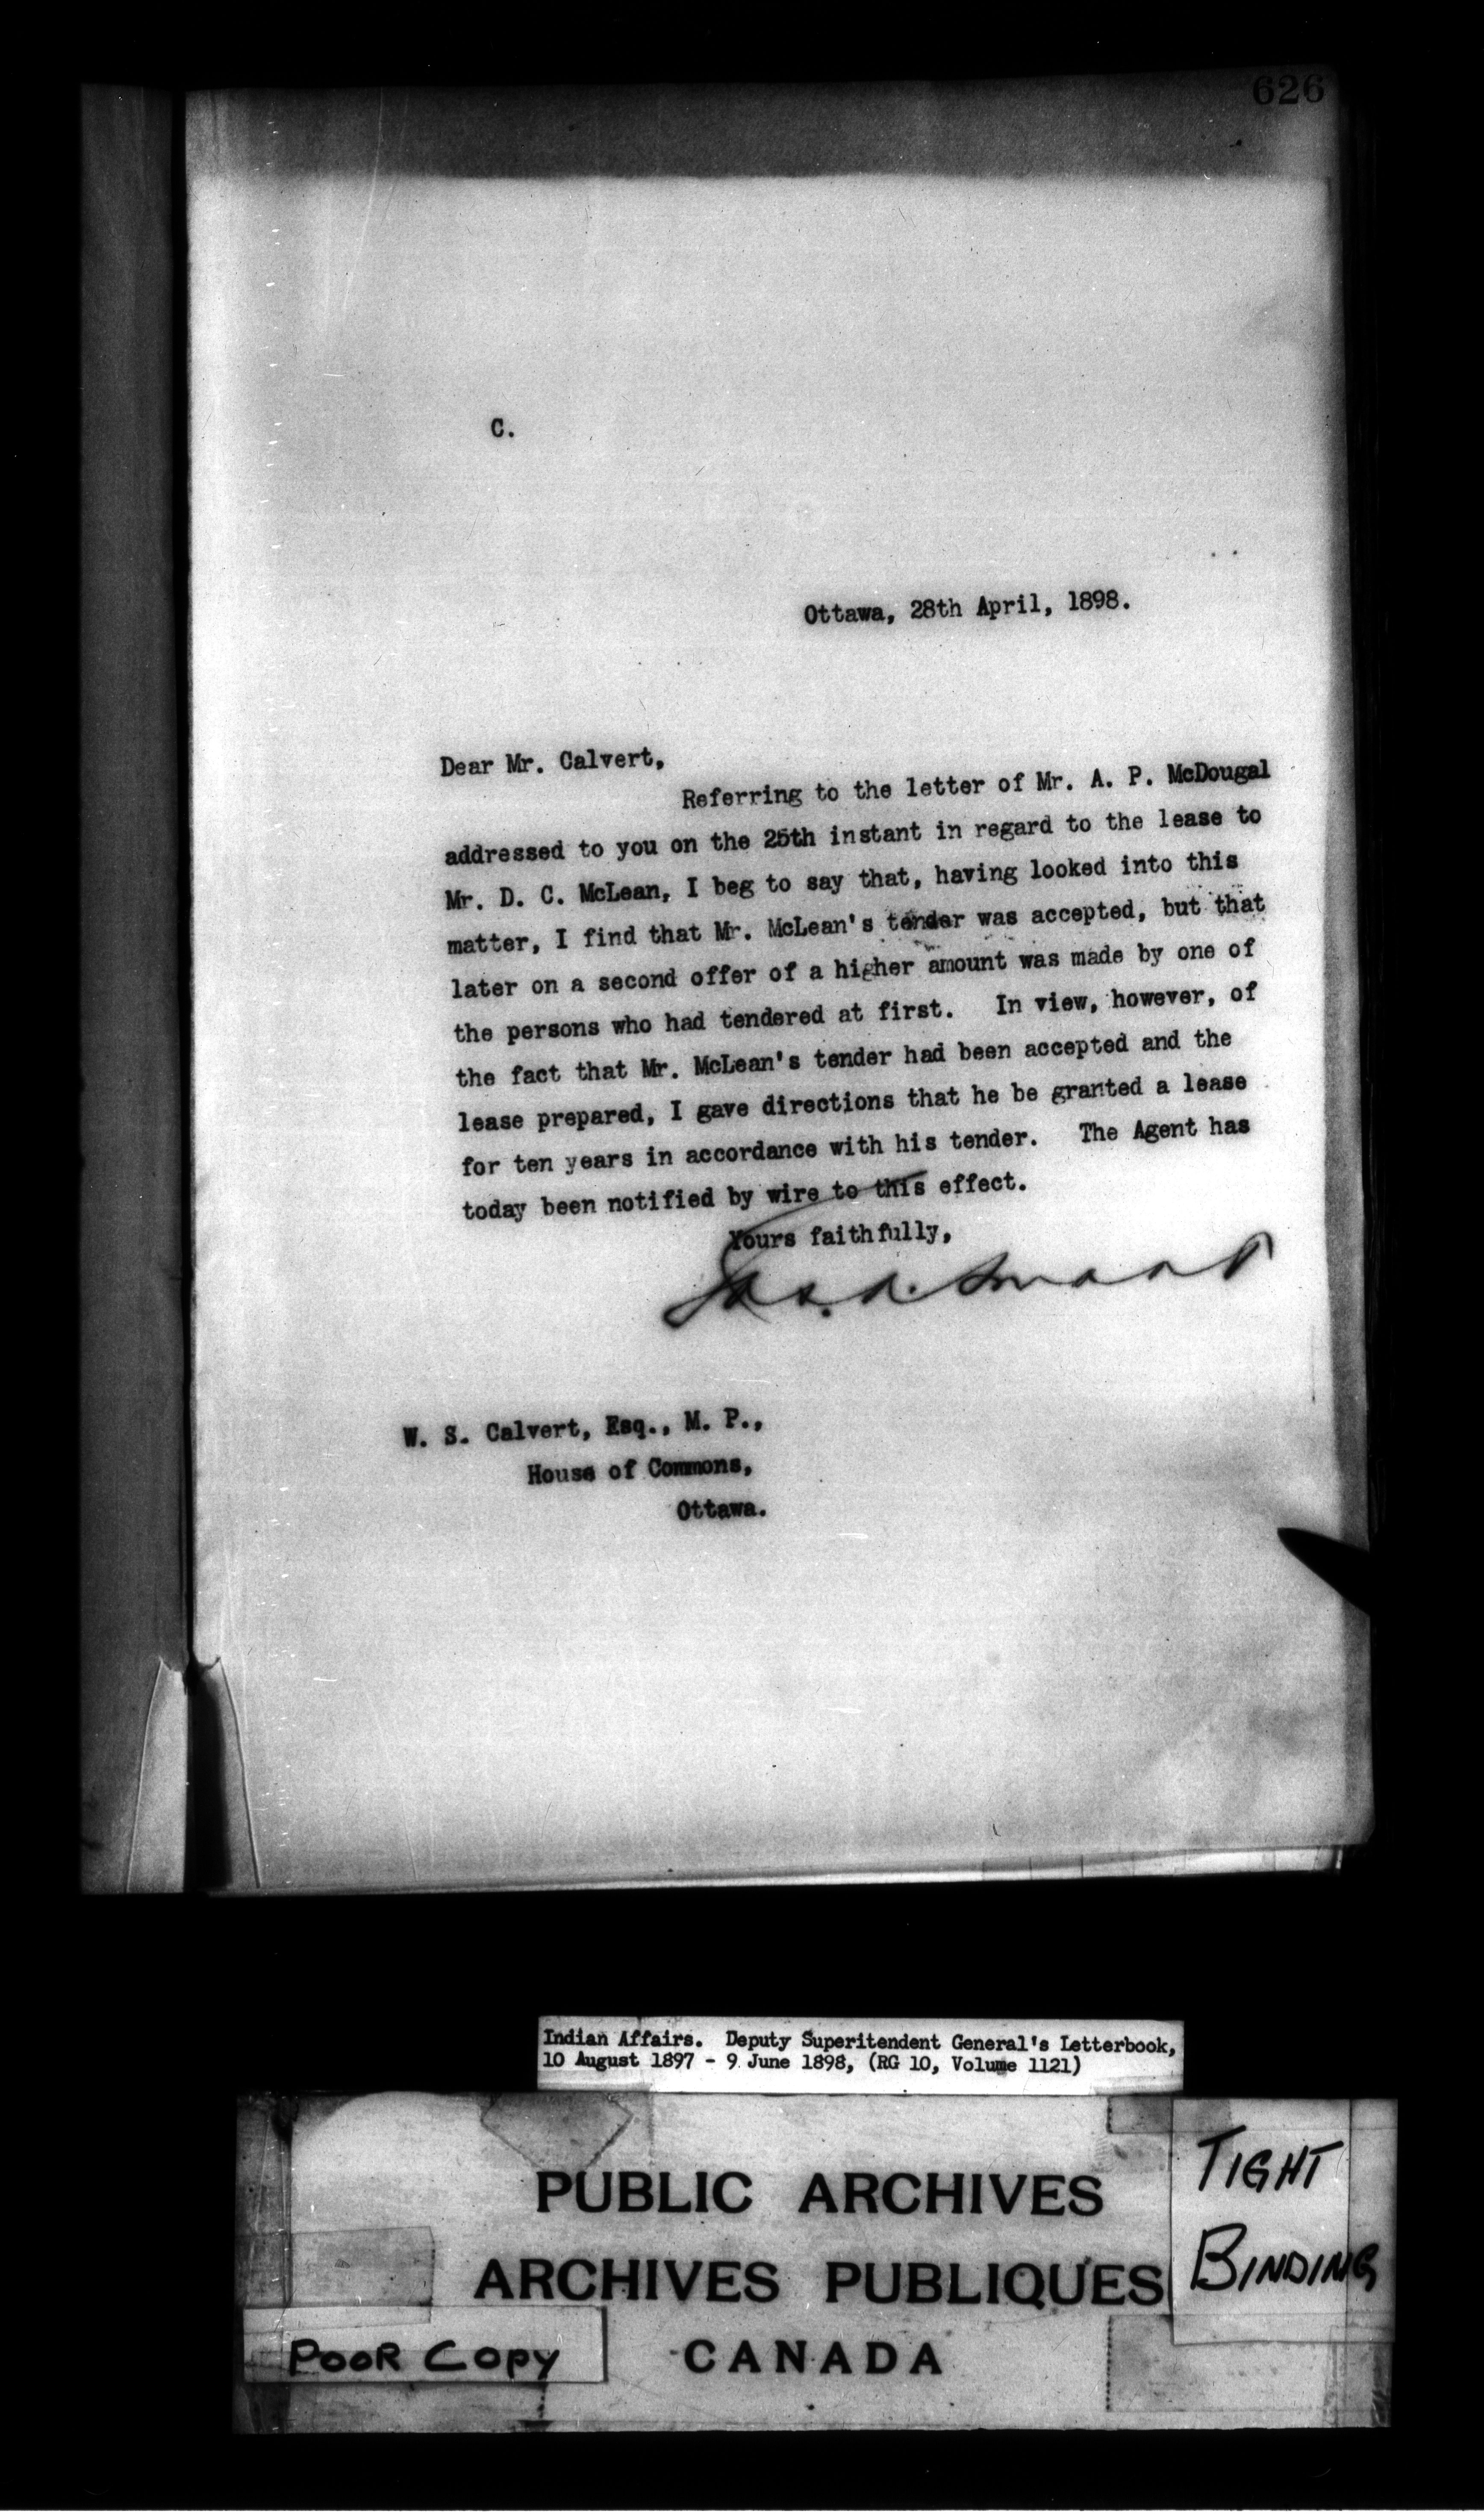 626
C.
Ottawa, 28th April, 1898.
Dear Mr. Calvert,
Referring to the letter of Mr. A. P. McDougal
addressed to you on the 25th instant in regard to the lease to
Mr. D. C. McLean, I beg to say that, having looked into this
matter, I find that Mr. McLean's tender was accepted, but that
later on a second offer of a higher amount was made by one of
the persons who had tendered at first. In view, however, of
the fact that Mr. McLean's tender had been accepted and the
lease prepared, I gave directions that he be granted a lease
for ten years in accordance with his tender. The Agent has
today been notified by wire to this effect.
Yours faithfully,
Jas. A. Smart
W. S. Calvert, Esq., M. P.,
House of Commons,
Ottawa.
Indian Affairs. Deputy Superitendent General's Letterbook,
10 August 1897 - 9 June 1898, (RG 10, Volume 1121)
PUBLIC ARCHIVES
ARCHIVES PUBLIQUES
CANADA
TIGHT
BINDING
POOR COPY